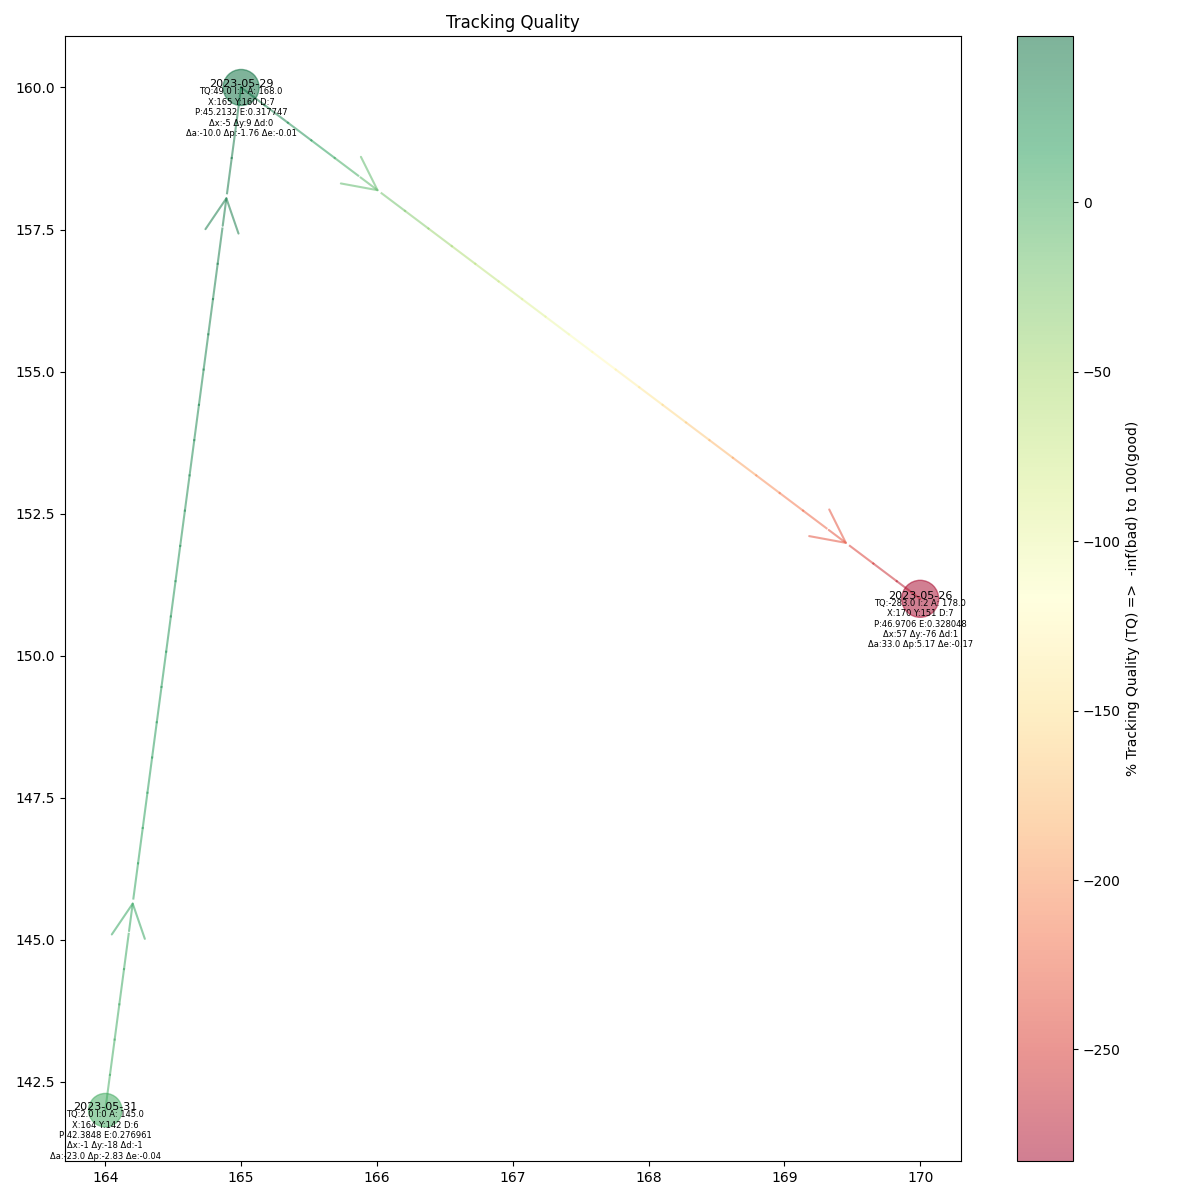 Tracking Quality
160.0
157.5
155.0
152.5
150.0
147.5
145.0
142.5
2023-05-29
TQ:49.0 I:1 A: 168.0
X:165 Y:160 D:7
P:45.2132 E:0.317747
Δx:-5 Δy:9 Δd:0
Δa:-10.0 Δp:-1.76 Δe:-0.01
2023-05-26
TQ:-283.0 I:2 A: 178.0
X:170 Y:151 D:7
P:46.9706 E:0.328048
Δx:57 Δy:-76 Δd:1
Δa:33.0 Δp:5.17 Δe:-0.17
2023-05-31
TQ:2.0 I:0 A: 145.0
X:164 Y:142 D:6
P:42.3848 E:0.276961
Δx:-1 Δy:-18 Δd:-1
Δa:-23.0 Δp:-2.83 Δe:-0.04
164
165
166
167
168
169
170
0
−50
−100
−150
−200
−250
% Tracking Quality (TQ) => -inf(bad) to 100(good)